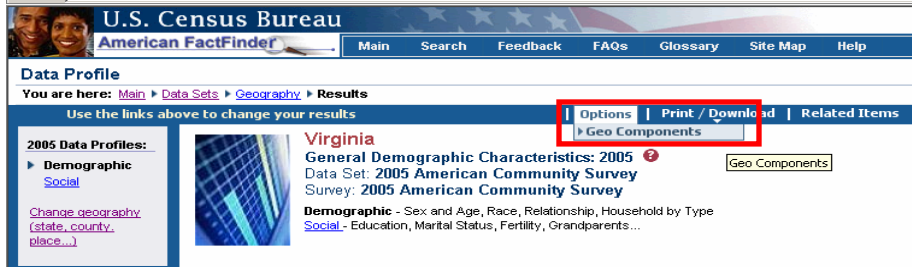 U.S. Census Bureau
American FactFinder
Main Search Feedback FAQs Glossary Site Map Help
Data Profile
You are here: Main ▸ Data Sets ▸ Geography ▸ Results
Use the links above to change your results | Options | Print / Download | Related Items
▸Geo Components
Geo Components
2005 Data Profiles:
▸ Demographic
Social
Change geography
(state, county,
place...)
Virginia
General Demographic Characteristics: 2005 ?
Data Set: 2005 American Community Survey
Survey: 2005 American Community Survey
Demographic - Sex and Age, Race, Relationship, Household by Type
Social - Education, Marital Status, Fertility, Grandparents...